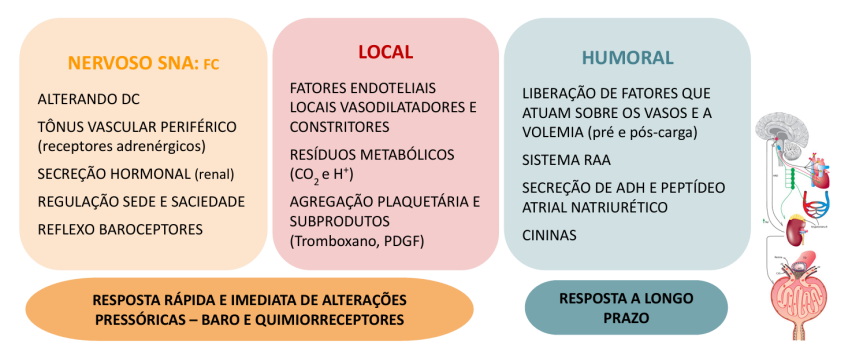 NERVOSO SNA: FC
ALTERANDO DC
TÔNUS VASCULAR PERIFÉRICO
(receptores adrenérgicos)
SECREÇÃO HORMONAL (renal)
REGULAÇÃO SEDE E SACIEDADE
REFLEXO BAROCEPTORES
LOCAL
FATORES ENDOTELIAIS
LOCAIS VASODILATADORES E
CONSTRITORES
RESÍDUOS METABÓLICOS
(CO2 e H+)
AGREGAÇÃO PLAQUETÁRIA E
SUBPRODUTOS
(Tromboxano, PDGF)
HUMORAL
LIBERAÇÃO DE FATORES QUE
ATUAM SOBRE OS VASOS E A
VOLEMIA (pré e pós-carga)
SISTEMA RAA
SECREÇÃO DE ADH E PEPTÍDEO
ATRIAL NATRIURÉTICO
CININAS
RESPOSTA RÁPIDA E IMEDIATA DE ALTERAÇÕES
PRESSÓRICAS – BARO E QUIMIORRECEPTORES
RESPOSTA A LONGO
PRAZO